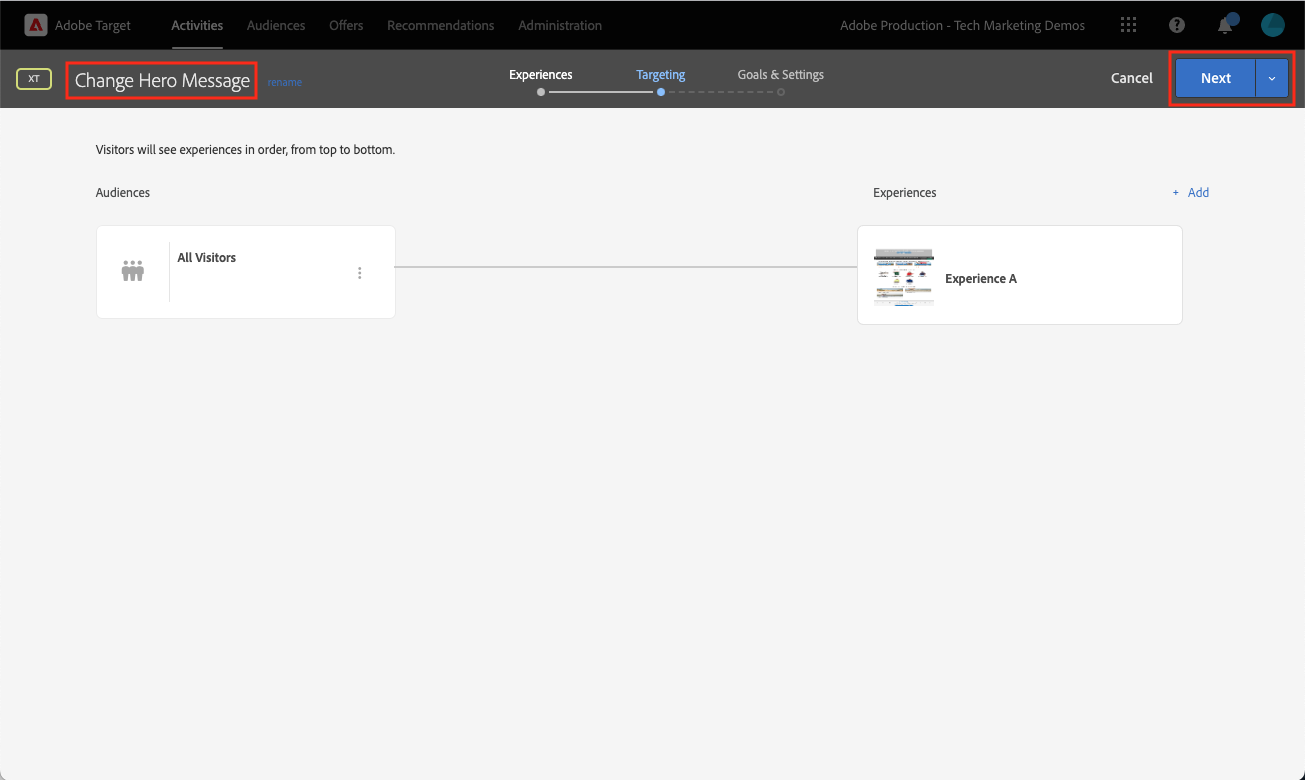 Adobe Target Activities Audiences Offers Recommendations Administration Adobe Production - Tech Marketing Demos
XT Change Hero Message rename Experiences Targeting Goals & Settings Cancel Next
Visitors will see experiences in order, from top to bottom.
Audiences Experiences + Add
All Visitors
Experience A